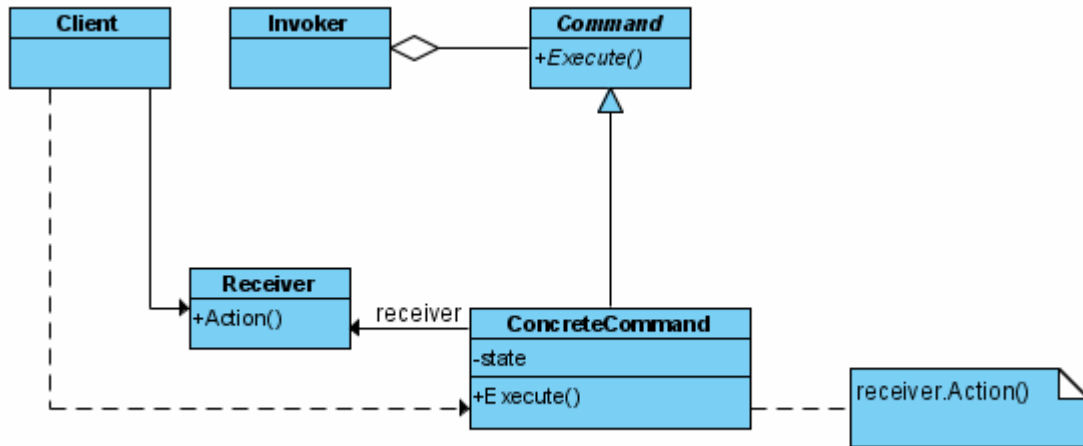 Client
Invoker
Command
+Execute()
Receiver
+Action()
receiver
ConcreteCommand
-state
+Execute()
receiver.Action()